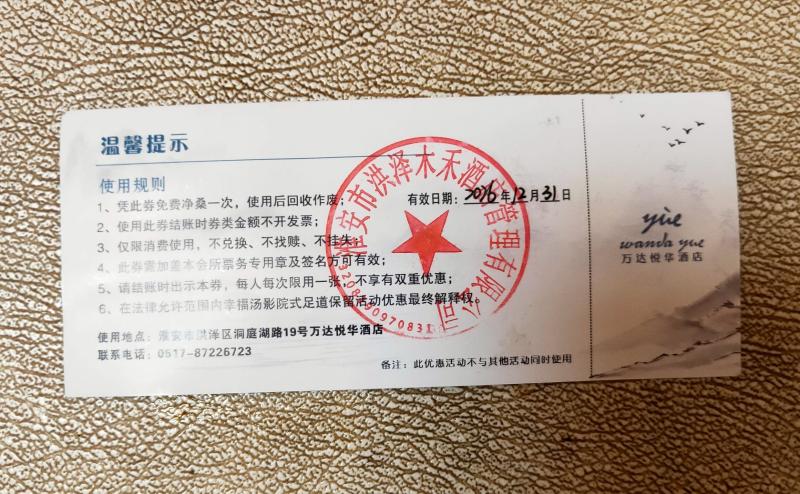 温馨提示
使用规则
1、凭此券免费净桑一次，使用后回收作废；
2、使用此券结账时券类金额不开发票；
3、仅限消费使用，不兑换、不找赎、不挂失。
4、此券需加盖本会所票务专用章及签名方可有效；
5、请结账时出示本券，每人每次限用一张，不享有双重优惠；
6、在法律允许范围内幸福汤影院式足道保留活动优惠最终解释权。
使用地点：淮安市洪泽区洞庭湖路19号万达悦华酒店
联系电话：0517-87226723
有效日期：2026年12月31日
淮安市洪泽木禾酒店管理有限公司
备注：此优惠活动不与其他活动同时使用
yùe
wanda yue
万达悦华酒店